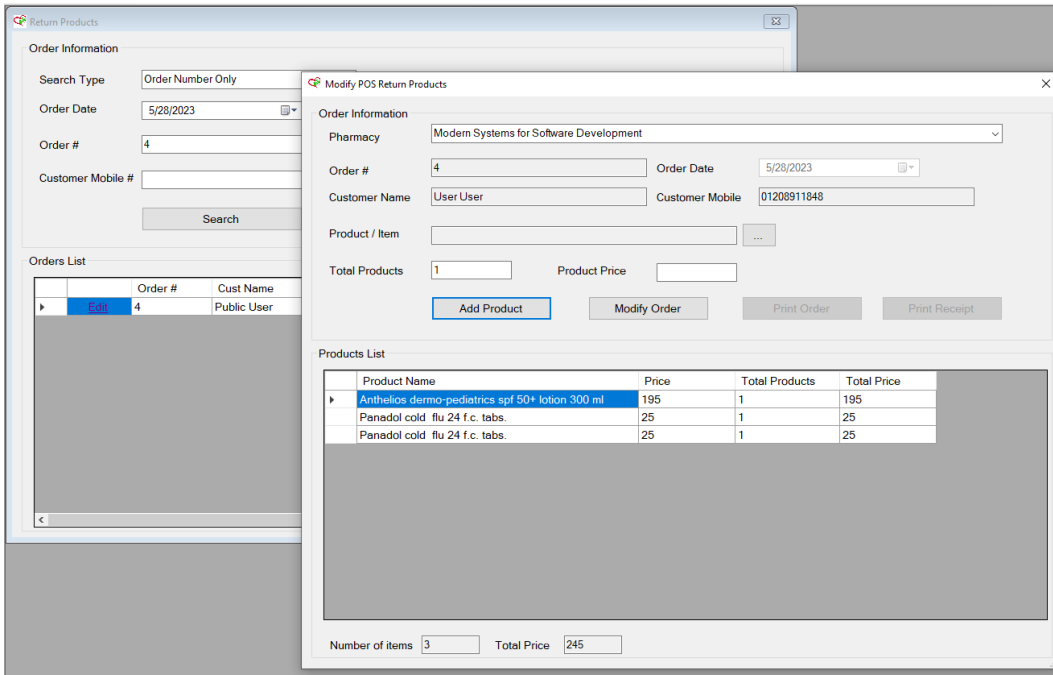 Return Products
Order Information
Search Type Order Number Only
Order Date 5/28/2023
Order # 4
Customer Mobile #
Search
Orders List
Order # Cust Name
Edit 4 Public User
Modify POS Return Products
Order Information
Pharmacy Modern Systems for Software Development
Order # 4 Order Date 5/28/2023
Customer Name User User Customer Mobile 01208911848
Product / Item ...
Total Products 1 Product Price
Add Product Modify Order Print Order Print Receipt
Products List
Product Name Price Total Products Total Price
Anthelios dermo-pediatrics spf 50+ lotion 300 ml 195 1 195
Panadol cold flu 24 f.c. tabs. 25 1 25
Panadol cold flu 24 f.c. tabs. 25 1 25
Number of items 3 Total Price 245